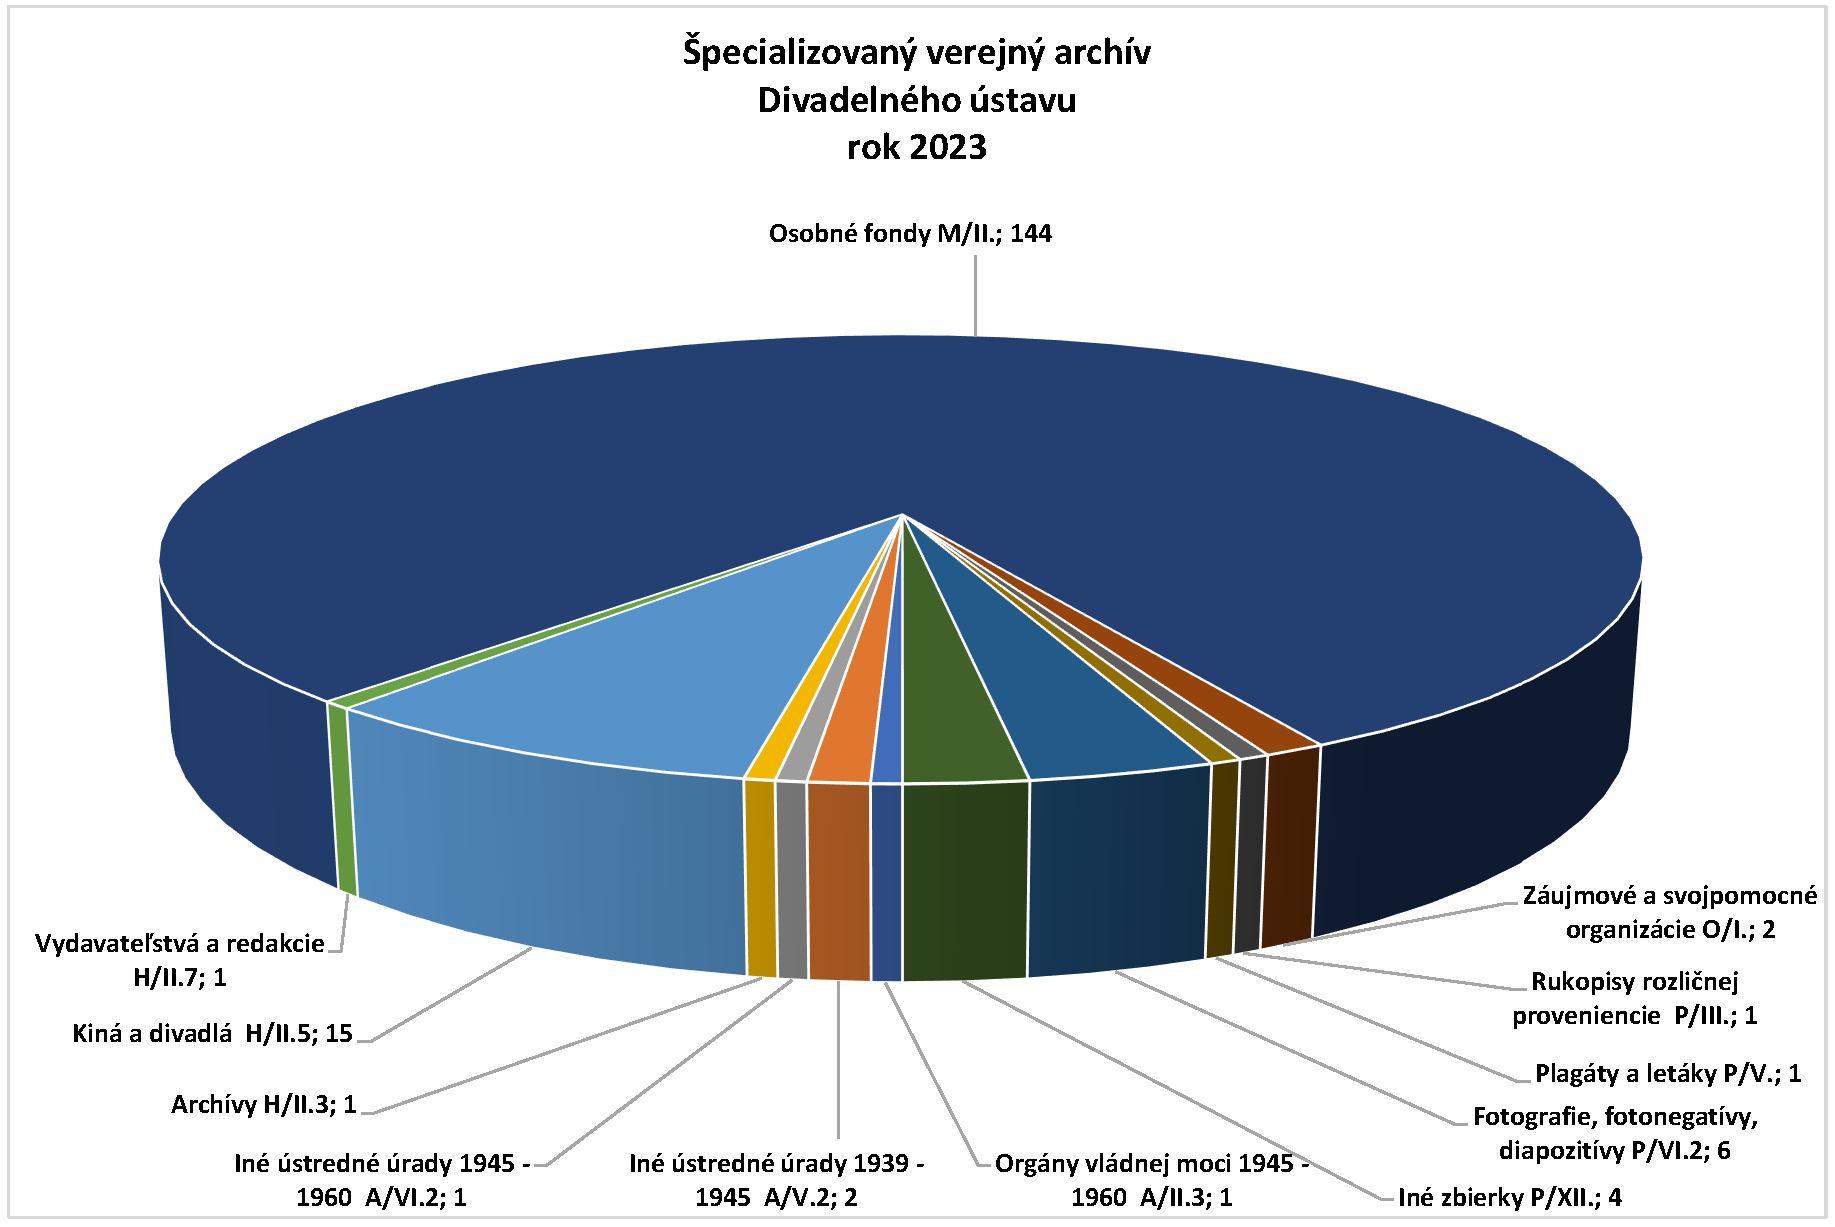 Špecializovaný verejný archív
Divadelného ústavu
rok 2023
Osobné fondy M/II.; 144
Záujmové a svojpomocné
organizácie O/I.; 2
Vydavateľstvá a redakcie
H/II.7; 1
Rukopisy rozličnej
proveniencie  P/III.; 1
Kiná a divadlá  H/II.5; 15
Plagáty a letáky P/V.; 1
Archívy H/II.3; 1
Fotografie, fotonegatívy,
diapozitívy P/VI.2; 6
Iné ústredné úrady 1945 -
1960  A/VI.2; 1
Iné ústredné úrady 1939 -
1945  A/V.2; 2
Orgány vládnej moci 1945 -
1960  A/II.3; 1
Iné zbierky P/XII.; 4